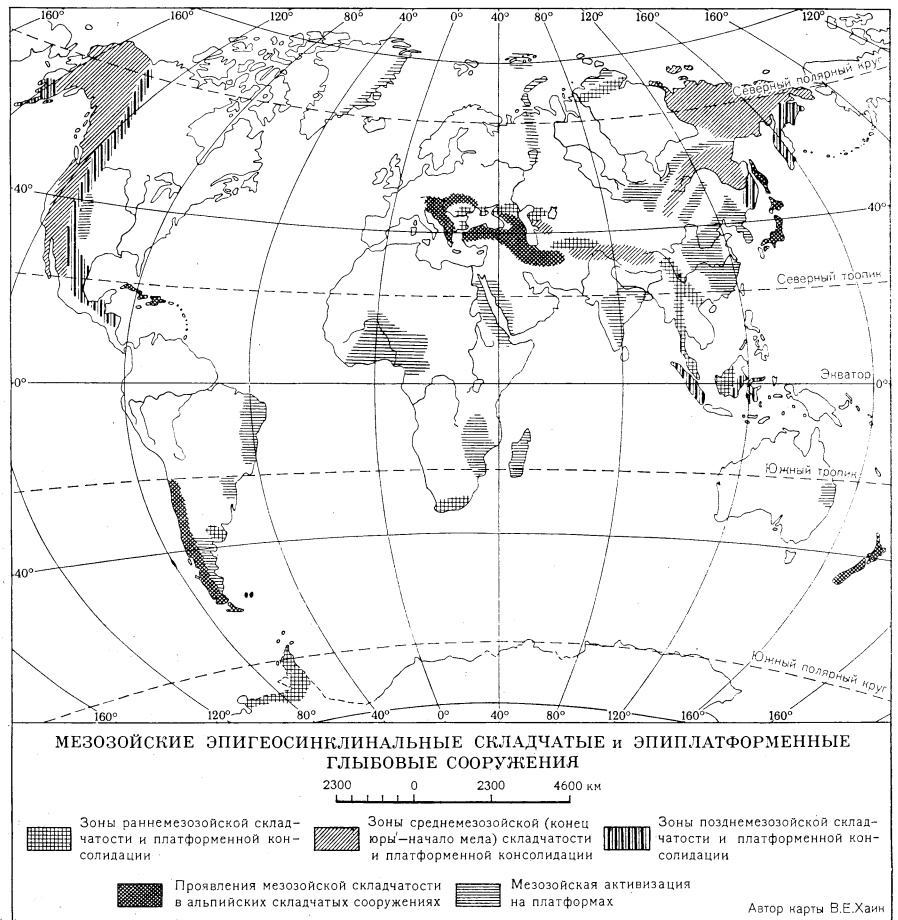 160° 160° 120° 80° 40° 0° 40° 80° 120° 160° 160° 120°
Северный полярный круг
40° 40°
Северный тропик
Экватор
0° 0°
Южный тропик
40°
Южный полярный круг
160° 120° 80° 40° 0° 40° 80° 120° 160° 160°
МЕЗОЗОЙСКИЕ ЭПИГЕОСИНКЛИНАЛЬНЫЕ СКЛАДЧАТЫЕ и ЭПИПЛАТФОРМЕННЫЕ
ГЛЫБОВЫЕ СООРУЖЕНИЯ
2300 0 2300 4600 км
Зоны раннемезозойской склад-
чатости и платформенной кон-
солидации
Зоны среднемезозойской (конец
юры—начало мела) складчатости
и платформенной консолидации
Зоны позднемезозойской склад-
чатости и платформенной кон-
солидации
Проявления мезозойской складчатости
в альпийских складчатых сооружениях
Мезозойская активизация
на платформах
Автор карты В.Е.Хаин